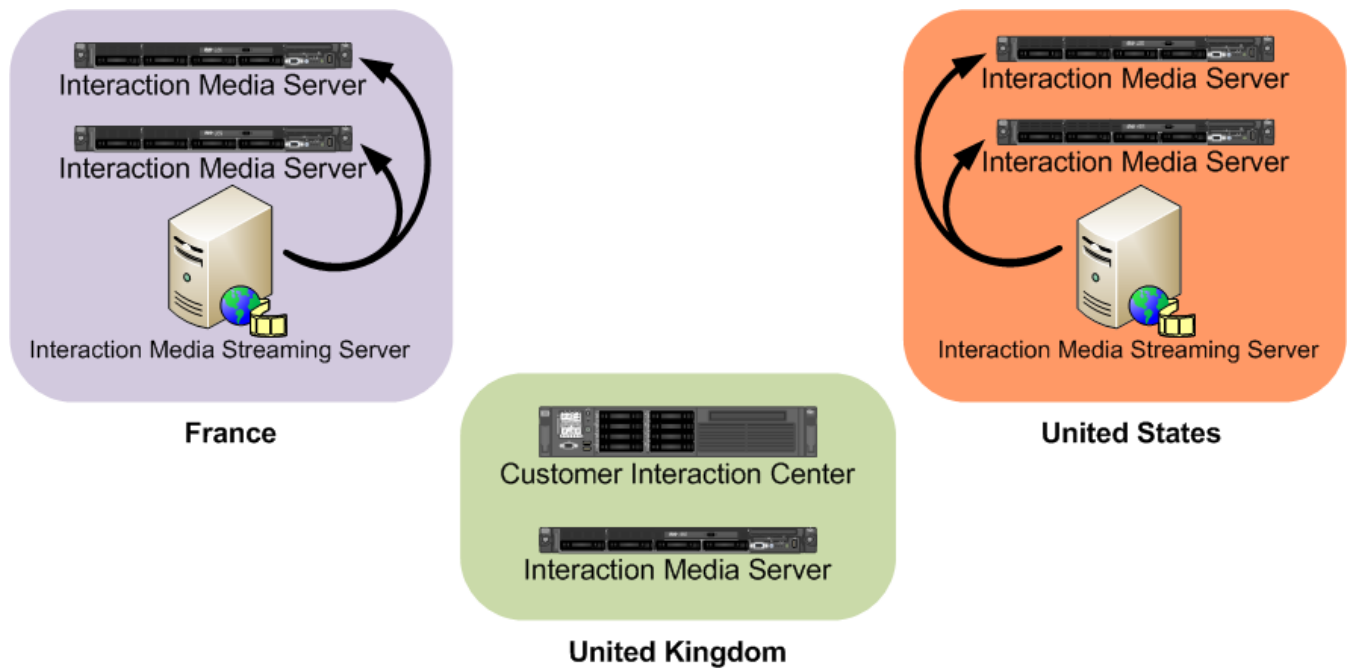 Interaction Media Server
Interaction Media Server
Interaction Media Streaming Server
France
Interaction Media Server
Interaction Media Server
Interaction Media Streaming Server
United States
Customer Interaction Center
Interaction Media Server
United Kingdom